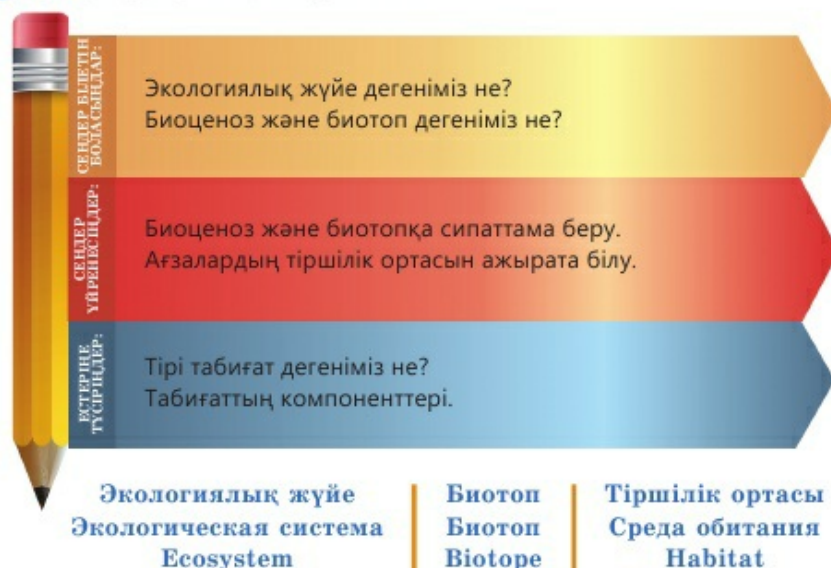 СЕНДЕР БІЛЕТІН
БОЛАСЫҢДАР:
Экологиялық жүйе дегеніміз не?
Биоценоз және биотоп дегеніміз не?
СЕНДЕР
ҮЙРЕНЕСІҢДЕР:
Биоценоз және биотопқа сипаттама беру.
Ағзалардың тіршілік ортасын ажырата білу.
ЕСТЕРІҢЕ
ТҮСІРІҢДЕР:
Тірі табиғат дегеніміз не?
Табиғаттың компоненттері.
Экологиялық жүйе
Экологическая система
Ecosystem
Биотоп
Биотоп
Biotope
Тіршілік ортасы
Среда обитания
Habitat